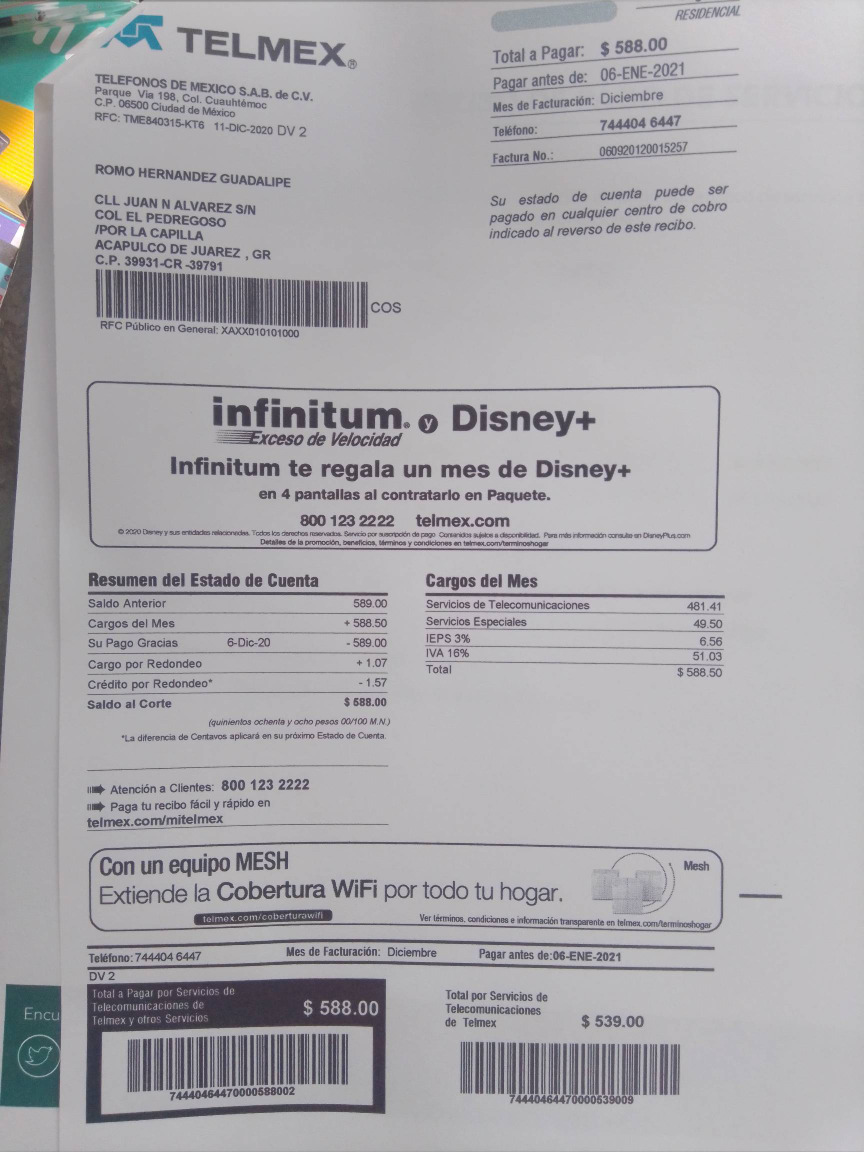 TELMEX®
RESIDENCIAL
TELEFONOS DE MEXICO S.A.B. de C.V.
Parque Via 198, Col. Cuauhtémoc
C.P. 06500 Ciudad de México
RFC: TME840315-KT6 11-DIC-2020 DV 2
Total a Pagar: $ 588.00
Pagar antes de: 06-ENE-2021
Mes de Facturación: Diciembre
Teléfono: 744404 6447
Factura No.: 060920120015257
ROMO HERNANDEZ GUADALIPE
CLL JUAN N ALVAREZ S/N
COL EL PEDREGOSO
/POR LA CAPILLA
ACAPULCO DE JUAREZ , GR
C.P. 39931-CR -39791
Su estado de cuenta puede ser
pagado en cualquier centro de cobro
indicado al reverso de este recibo.
COS
RFC Público en General: XAXX010101000
infinitum. y Disney+
Exceso de Velocidad
Infinitum te regala un mes de Disney+
en 4 pantallas al contratarlo en Paquete.
800 123 2222 telmex.com
© 2020 Disney y sus entidades relacionadas. Todos los derechos reservados. Servicio por suscripción de pago. Contenidos sujetos a disponibilidad. Para más información consulte en DisneyPlus.com
Detalles de la promoción, beneficios, términos y condiciones en telmex.com/terminoshogar
Resumen del Estado de Cuenta
Saldo Anterior 589.00
Cargos del Mes + 588.50
Su Pago Gracias 6-Dic-20 - 589.00
Cargo por Redondeo + 1.07
Crédito por Redondeo* - 1.57
Saldo al Corte $ 588.00
(quinientos ochenta y ocho pesos 00/100 M.N.)
*La diferencia de Centavos aplicará en su próximo Estado de Cuenta.
Cargos del Mes
Servicios de Telecomunicaciones 481.41
Servicios Especiales 49.50
IEPS 3% 6.56
IVA 16% 51.03
Total $ 588.50
Atención a Clientes: 800 123 2222
Paga tu recibo fácil y rápido en
telmex.com/mitelmex
Con un equipo MESH
Extiende la Cobertura WiFi por todo tu hogar.
Mesh
telmex.com/coberturawifi
Ver términos, condiciones e información transparente en telmex.com/terminoshogar
Teléfono: 744404 6447 Mes de Facturación: Diciembre Pagar antes de:06-ENE-2021
DV 2
Total a Pagar por Servicios de
Telecomunicaciones de
Telmex y otros Servicios
$ 588.00
74440464470000588002
Total por Servicios de
Telecomunicaciones
de Telmex
$ 539.00
74440464470000539009
Encu